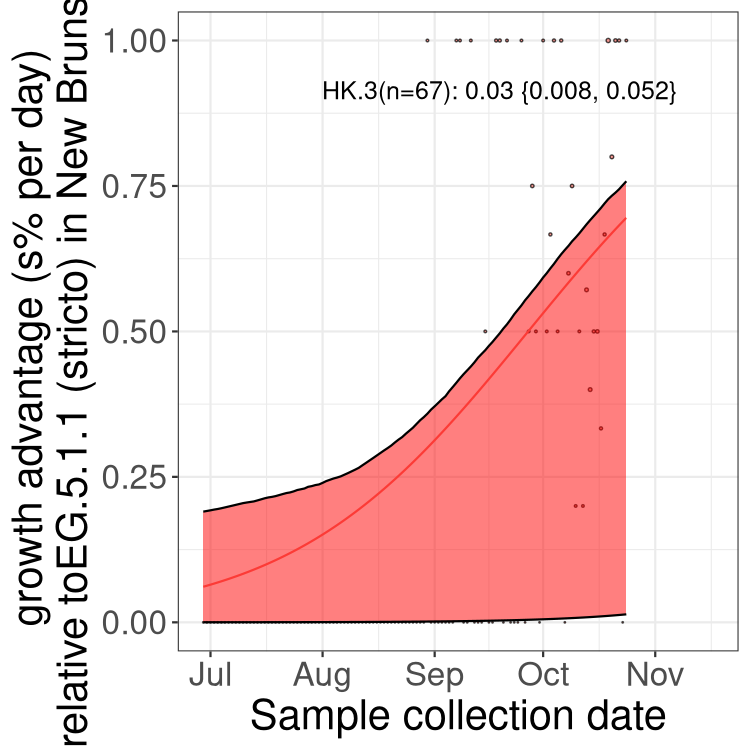 growth advantage (s% per day)
relative toEG.5.1.1 (stricto) in New Bruns
1.00
0.75
0.50
0.25
0.00
HK.3(n=67): 0.03 {0.008, 0.052}
Jul Aug Sep Oct Nov
Sample collection date